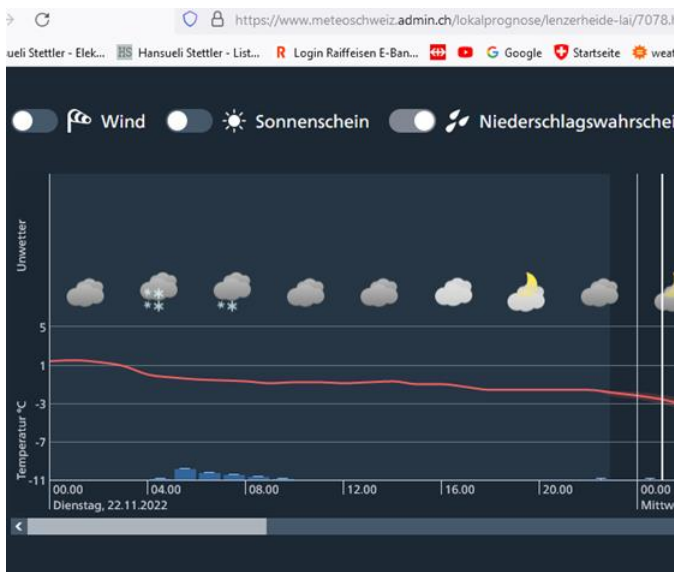 https://www.meteoschweiz.admin.ch/lokalprognose/lenzerheide-lai/7078.
ueli Stettler - Elek... HS Hansueli Stettler - List... R Login Raiffeisen E-Ban... G Google Startseite weat
Wind Sonnenschein Niederschlagswahrschei
Unwetter
5
1
-3
-7
-11
Temperatur °C
00.00 04.00 08.00 12.00 16.00 20.00 00.00
Dienstag, 22.11.2022 Mittw